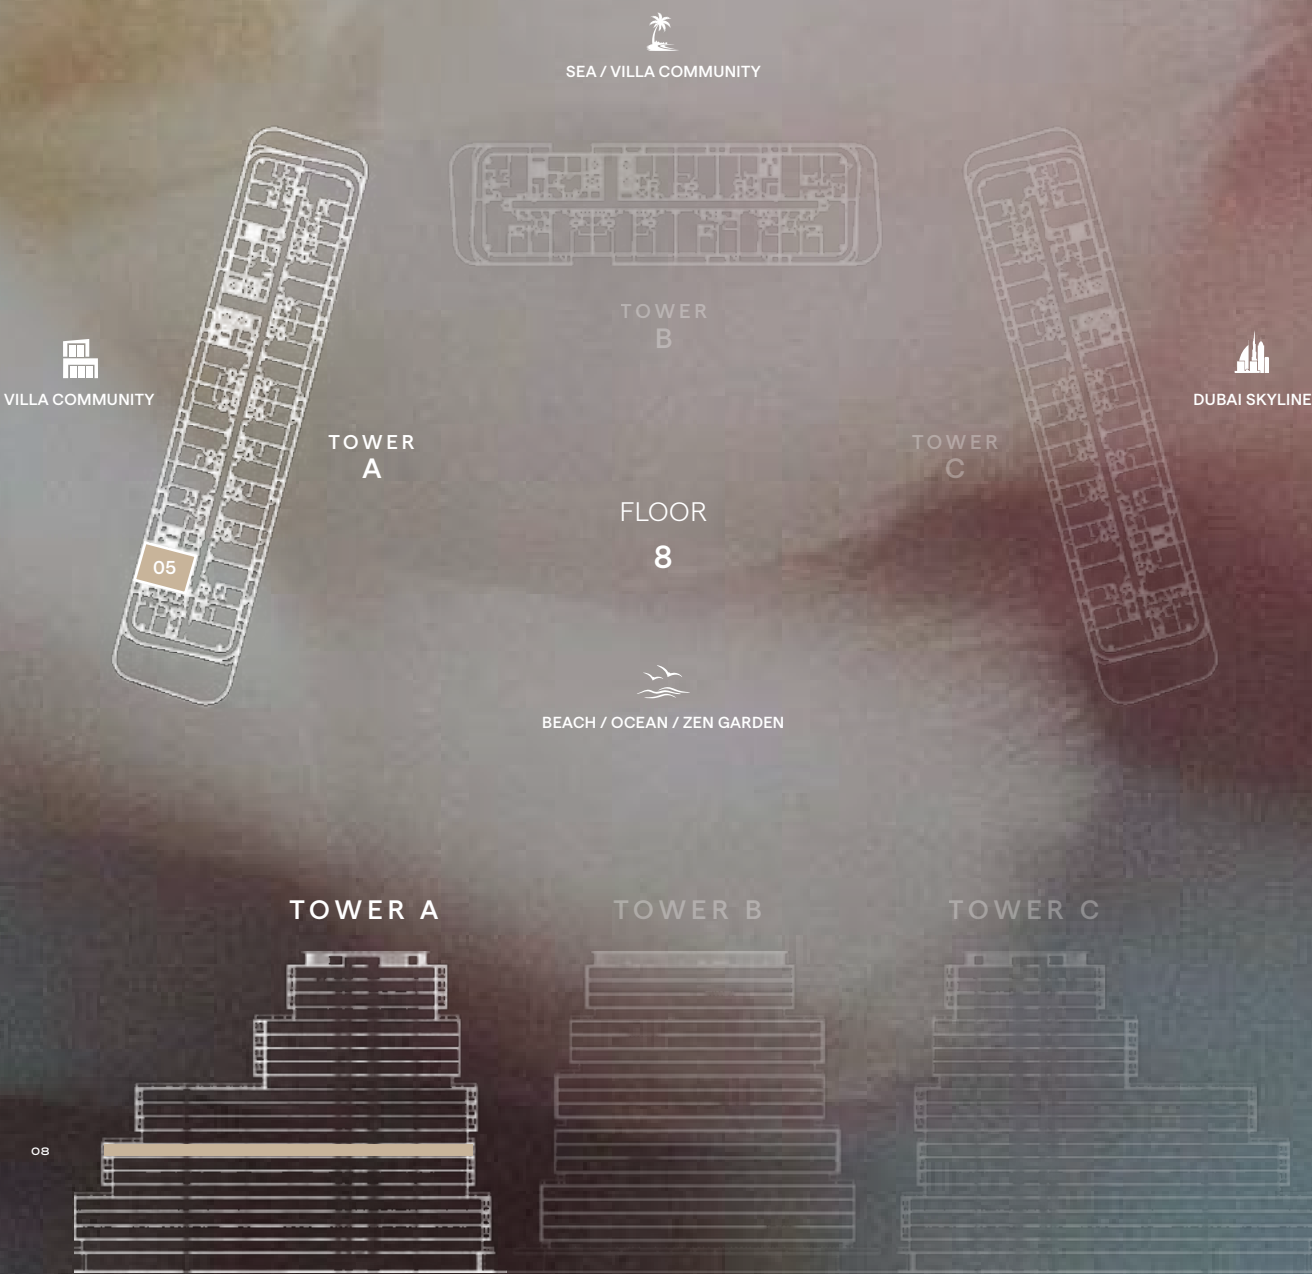 SEA / VILLA COMMUNITY
TOWER
B
VILLA COMMUNITY
DUBAI SKYLINE
TOWER
A
TOWER
C
FLOOR
8
05
BEACH / OCEAN / ZEN GARDEN
TOWER A
TOWER B
TOWER C
08